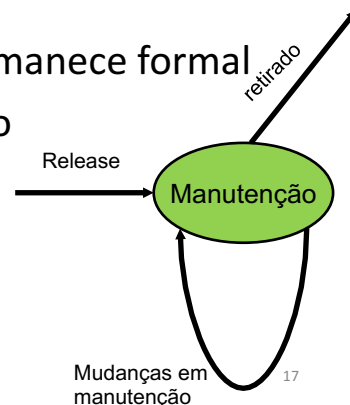 manece formal
retirado
Release
Manutenção
Mudanças em
manutenção
17